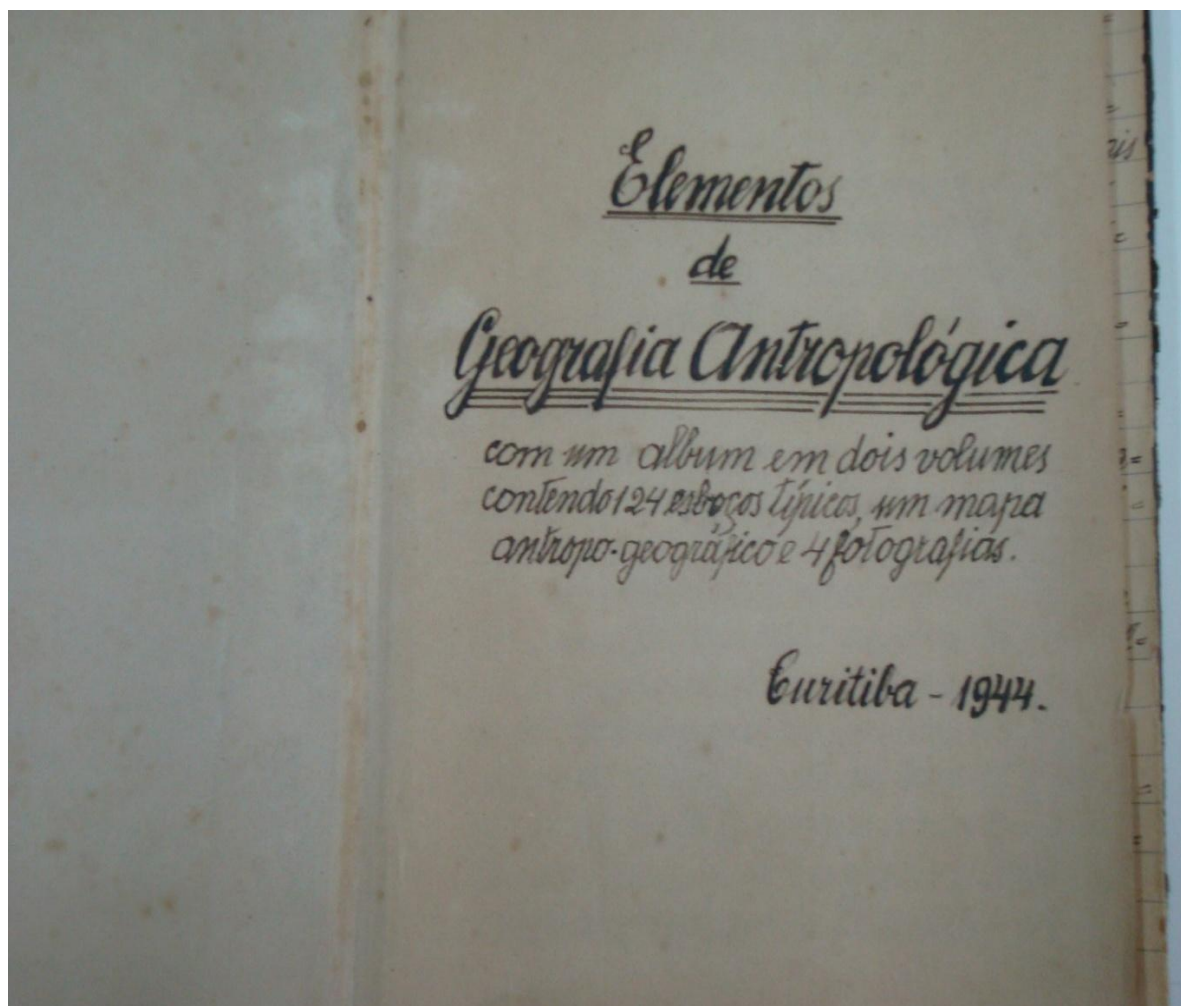 Elementos
de
Geografia Antropológica
com um album em dois volumes
contendo 124 esboços típicos, um mapa
antropo-geográfico e 4 fotografias.
Curitiba - 1944.